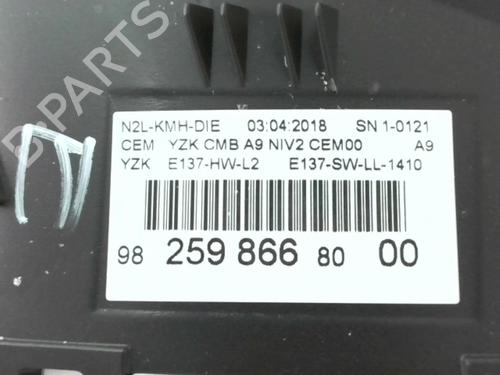 B-PARTS
N2L-KMH-DIE 03:04:2018 SN 1-0121
CEM YZK CMB A9 NIV2 CEM00 A9
YZK E137-HW-L2 E137-SW-LL-1410
98 259 866 80 00